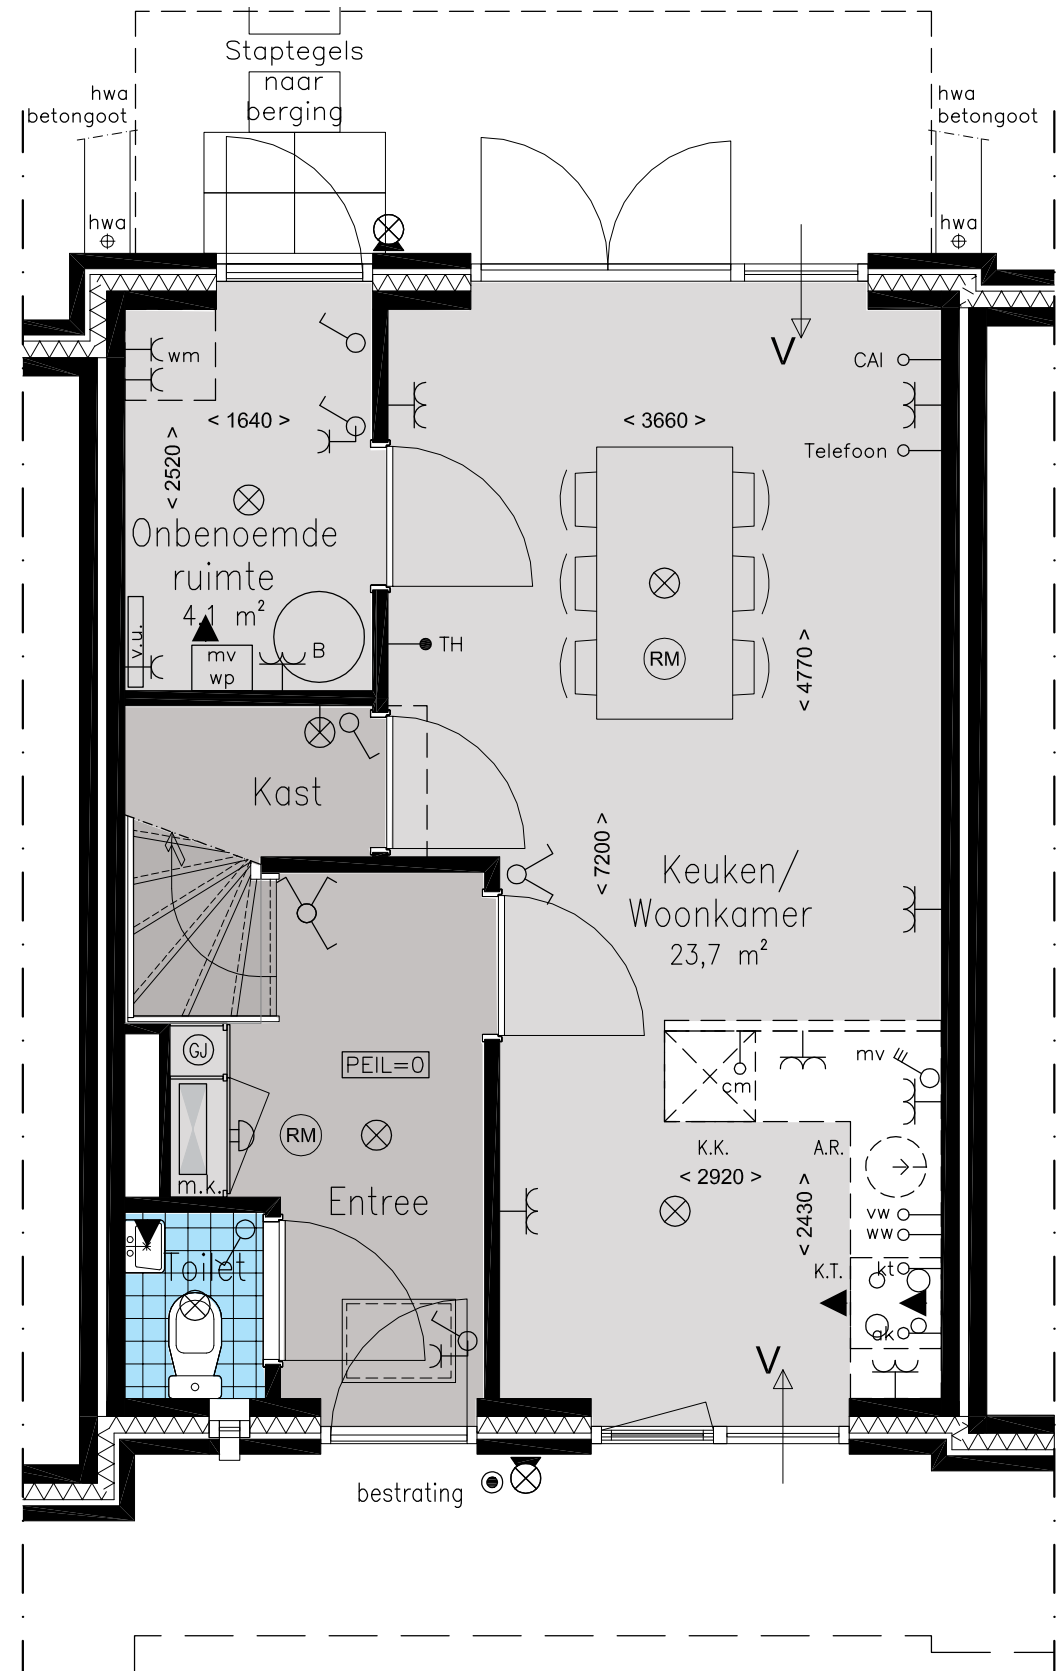 Staptegels
naar
berging
hwa
betongoot
hwa
betongoot
hwa
hwa
wm
V
CAI
< 1640 >
< 3660 >
< 2520 >
Telefoon
Onbenoemde
ruimte
4,1 m²
v.u.
mv
wp
B
TH
RM
< 4770 >
Kast
< 7200 >
Keuken/
Woonkamer
23,7 m²
GJ
PEIL=0
cm
mv
RM
K.K.
A.R.
< 2920 >
m.k.
Entree
< 2430 >
vw
ww
Toilet
K.T.
kt
ak
V
bestrating